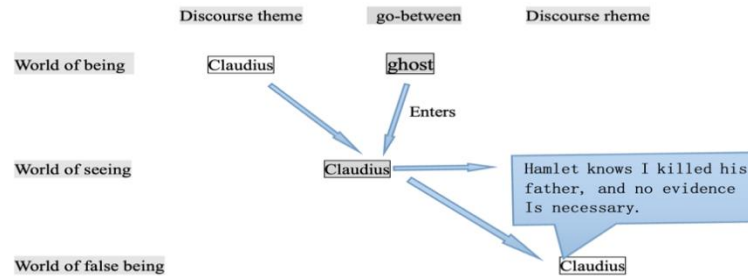 Discourse theme go-between Discourse rheme
World of being Claudius ghost
Enters
World of seeing Claudius
Hamlet knows I killed his
father, and no evidence
Is necessary.
World of false being Claudius